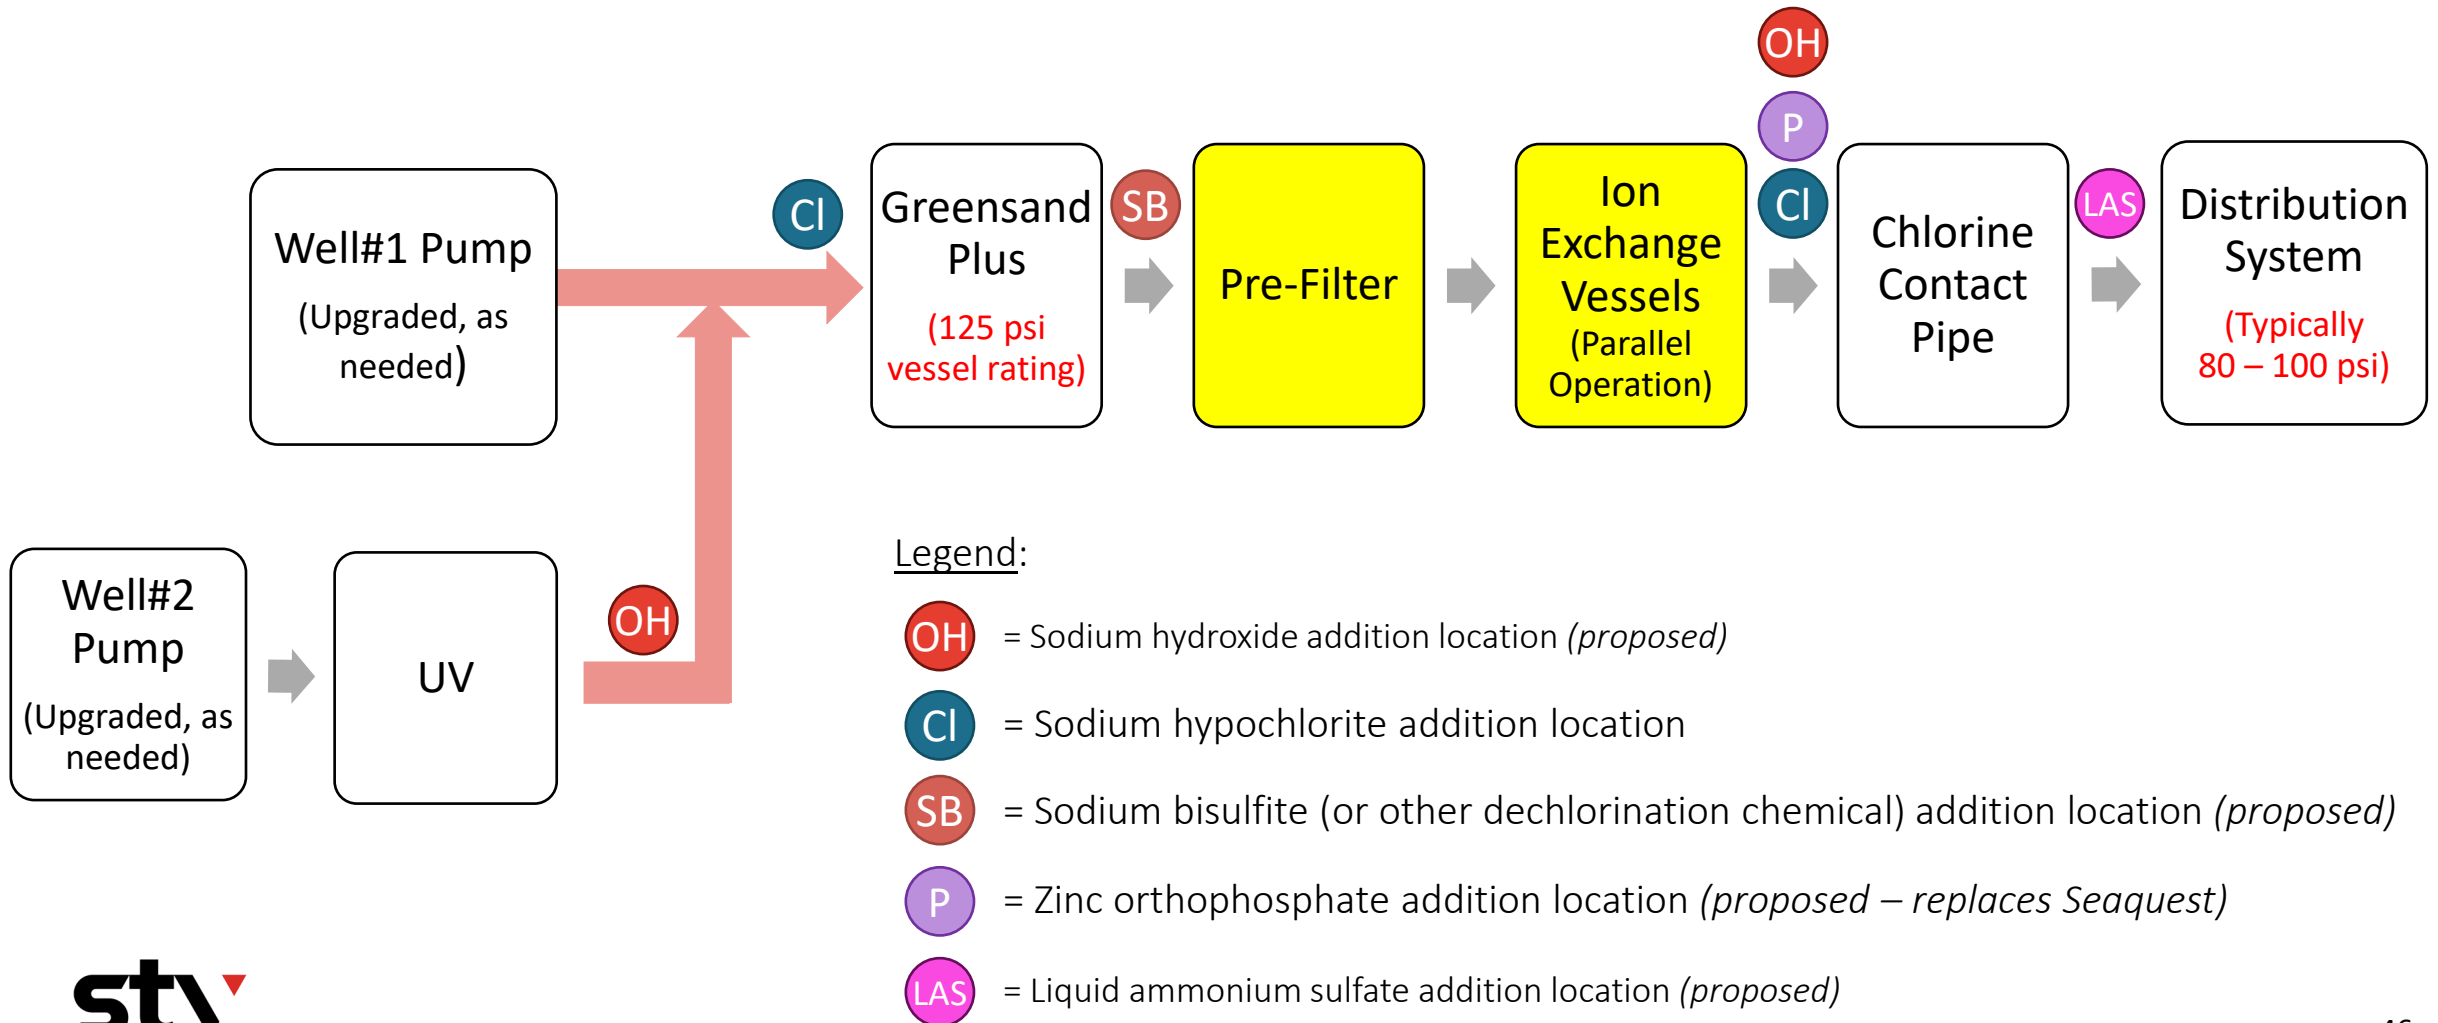 OH
P
Cl
Cl
SB
LAS
Well#1 Pump
(Upgraded, as
needed)
Greensand
Plus
(125 psi
vessel rating)
Pre-Filter
Ion
Exchange
Vessels
(Parallel
Operation)
Chlorine
Contact
Pipe
Distribution
System
(Typically
80 – 100 psi)
Well#2
Pump
(Upgraded, as
needed)
UV
OH
Legend:
OH = Sodium hydroxide addition location (proposed)
Cl = Sodium hypochlorite addition location
SB = Sodium bisulfite (or other dechlorination chemical) addition location (proposed)
P = Zinc orthophosphate addition location (proposed – replaces Seaquest)
LAS = Liquid ammonium sulfate addition location (proposed)
stv